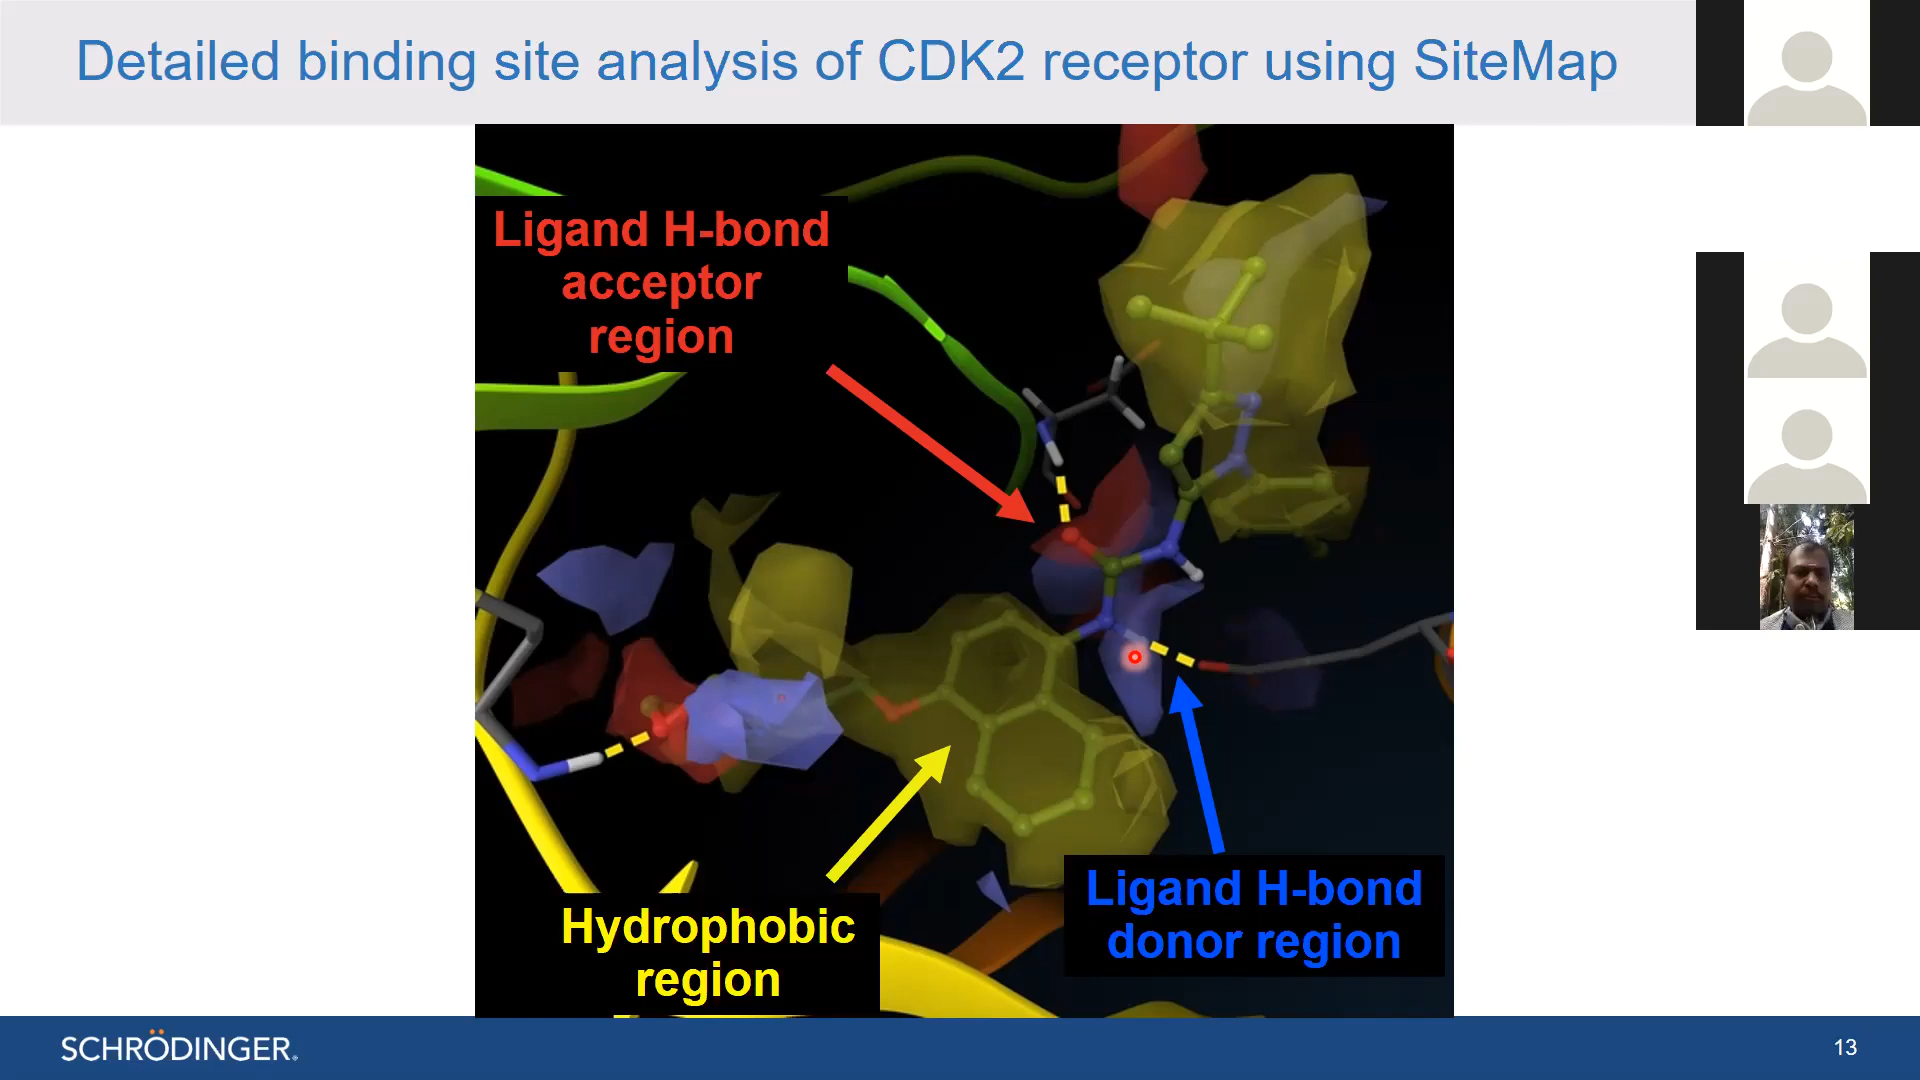 Detailed binding site analysis of CDK2 receptor using SiteMap
Ligand H-bond
acceptor
region
Hydrophobic
region
Ligand H-bond
donor region
SCHRÖDINGER.
13